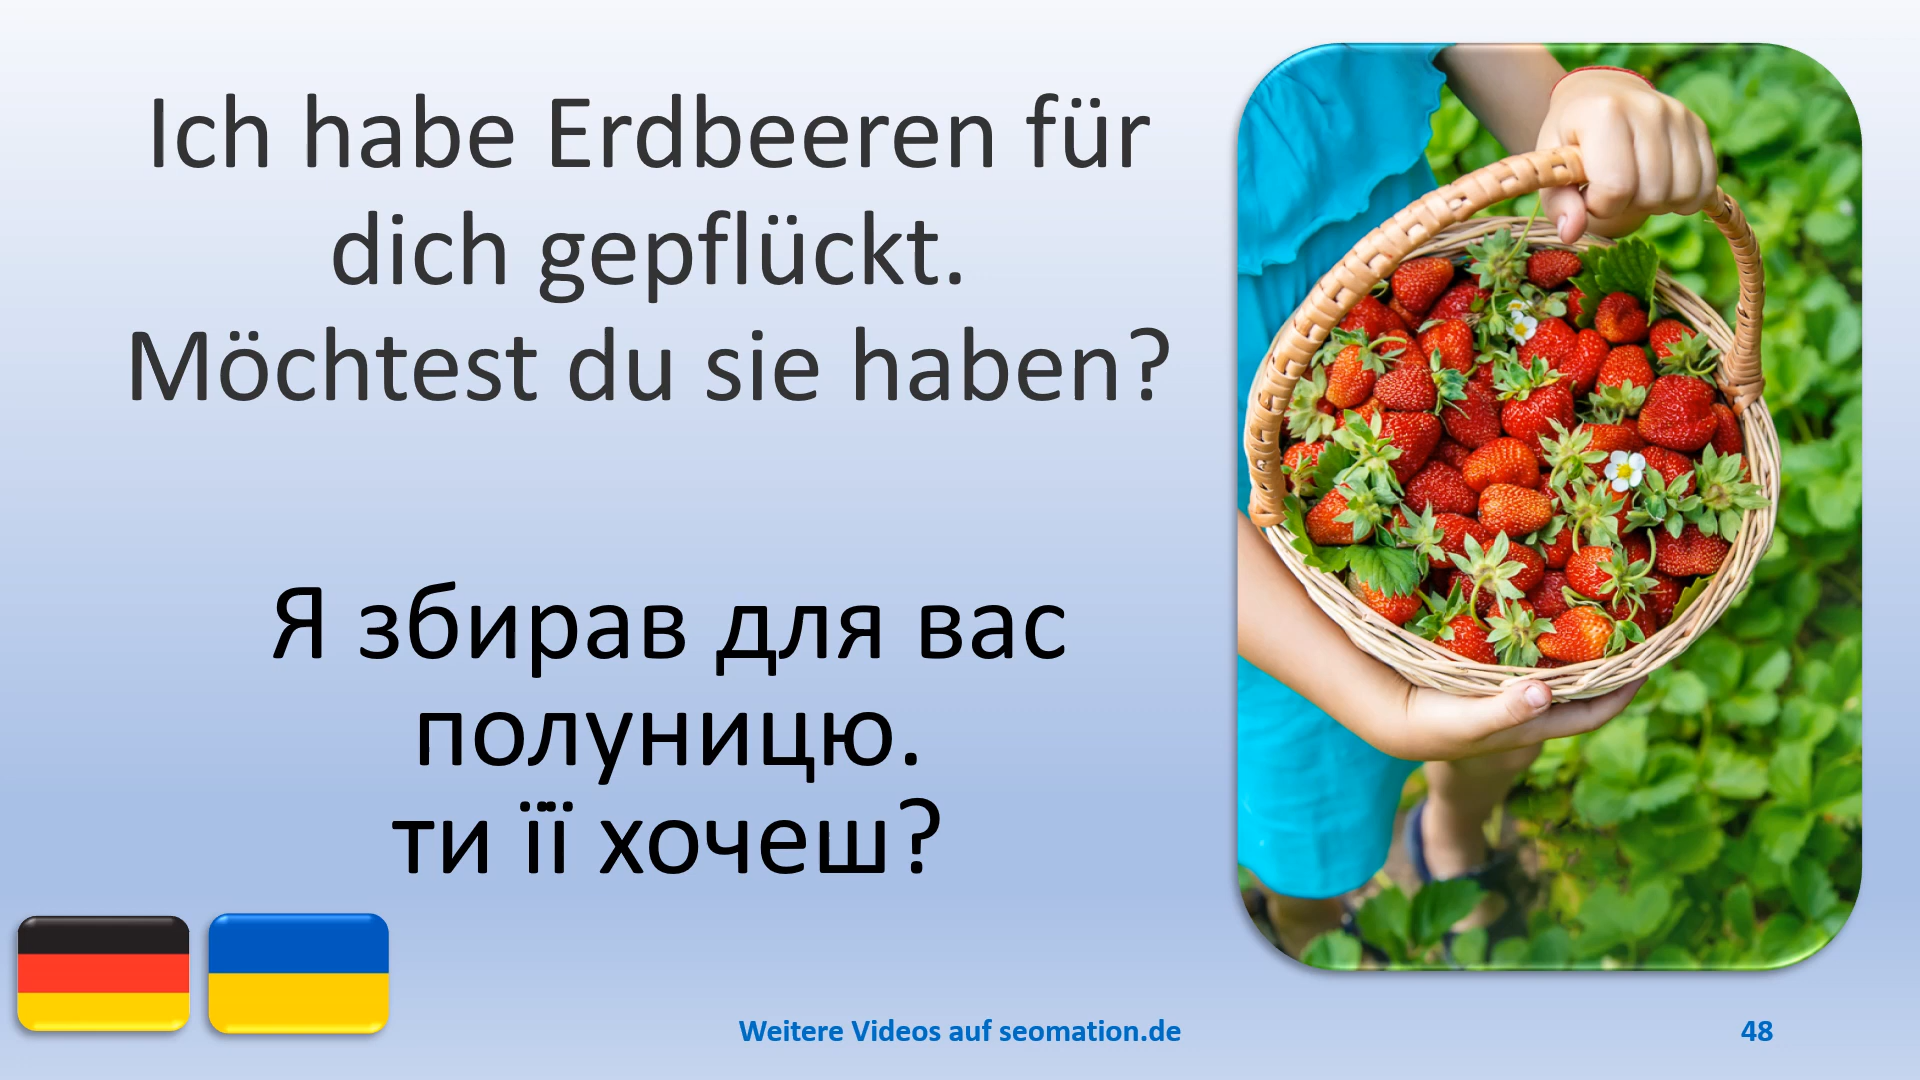 Ich habe Erdbeeren für
dich gepflückt.
Möchtest du sie haben?
Я збирав для вас
полуницю.
ти її хочеш?
Weitere Videos auf seomation.de
48